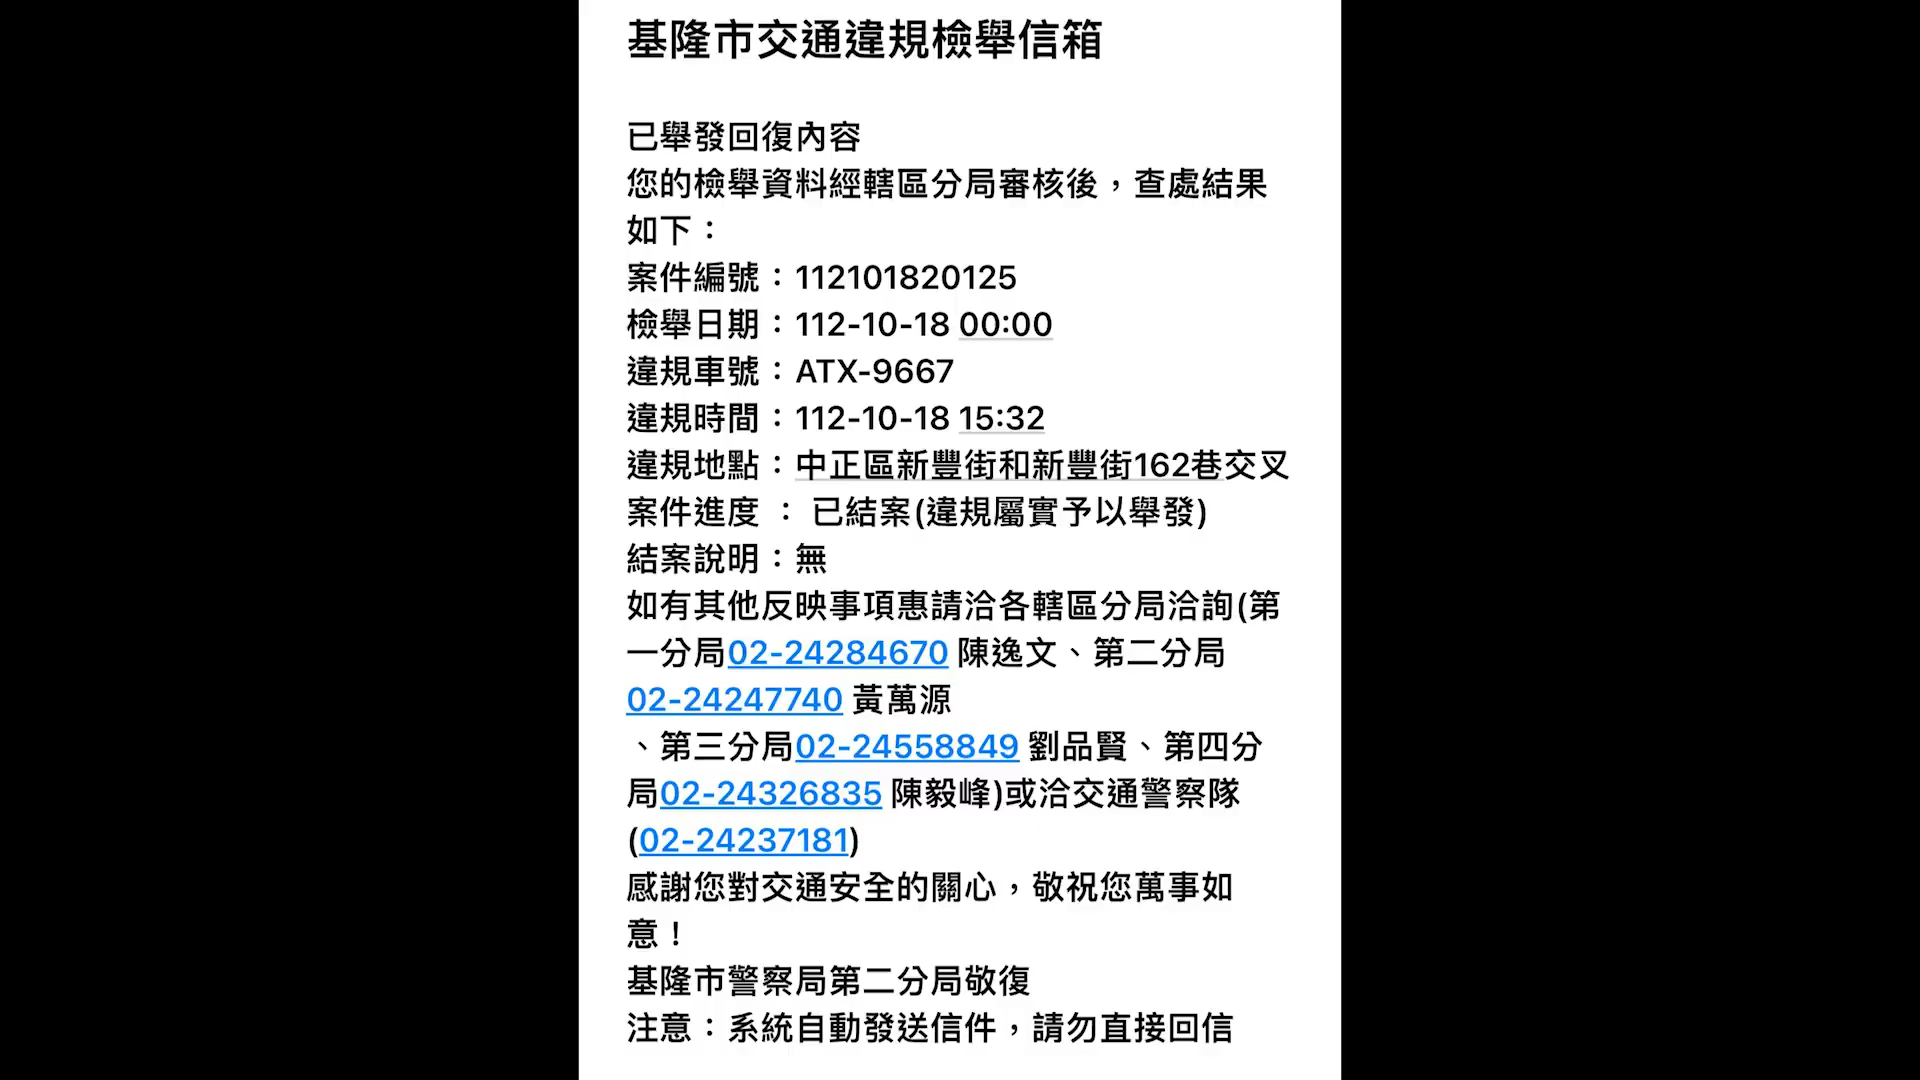 基隆市交通違規檢舉信箱
已舉發回復內容
您的檢舉資料經轄區分局審核後，查處結果
如下：
案件編號：112101820125
檢舉日期：112-10-18 00:00
違規車號：ATX-9667
違規時間：112-10-18 15:32
違規地點：中正區新豐街和新豐街162巷交叉
案件進度 ： 已結案(違規屬實予以舉發)
結案說明：無
如有其他反映事項惠請洽各轄區分局洽詢(第
一分局02-24284670 陳逸文、第二分局
02-24247740 黃萬源
、第三分局02-24558849 劉品賢、第四分
局02-24326835 陳毅峰)或洽交通警察隊
(02-24237181)
感謝您對交通安全的關心，敬祝您萬事如
意！
基隆市警察局第二分局敬復
注意：系統自動發送信件，請勿直接回信